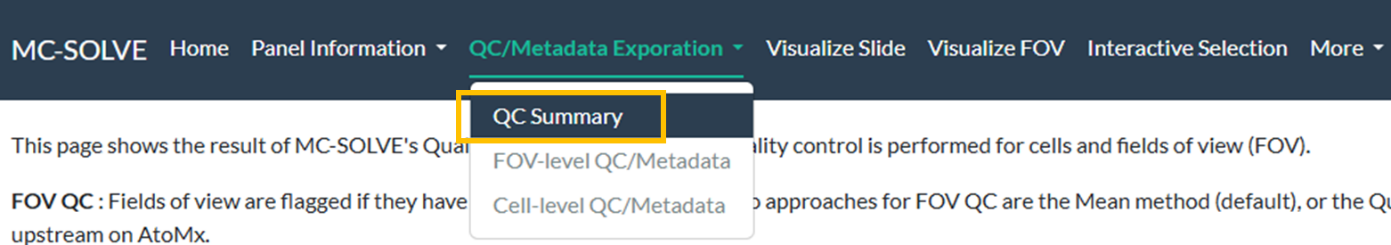 MC-SOLVE Home Panel Information QC/Metadata Exporation Visualize Slide Visualize FOV Interactive Selection More
QC Summary
FOV-level QC/Metadata
Cell-level QC/Metadata
This page shows the result of MC-SOLVE's control is performed for cells and fields of view (FOV).
FOV QC : Fields of view are flagged if they have approaches for FOV QC are the Mean method (default), or the
upstream on AtoMx.